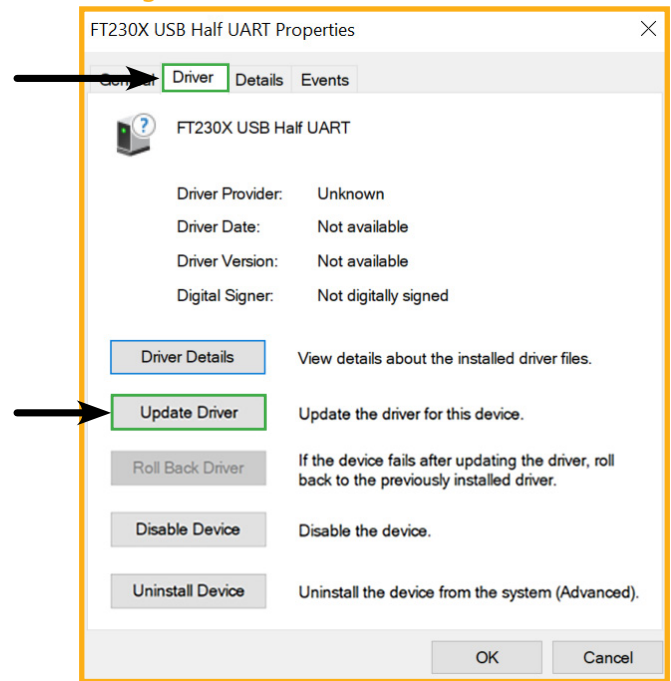 FT230X USB Half UART Properties
Driver Details Events
FT230X USB Half UART
Driver Provider: Unknown
Driver Date: Not available
Driver Version: Not available
Digital Signer: Not digitally signed
Driver Details View details about the installed driver files.
Update Driver Update the driver for this device.
Roll Back Driver If the device fails after updating the driver, roll
back to the previously installed driver.
Disable Device Disable the device.
Uninstall Device Uninstall the device from the system (Advanced).
OK Cancel